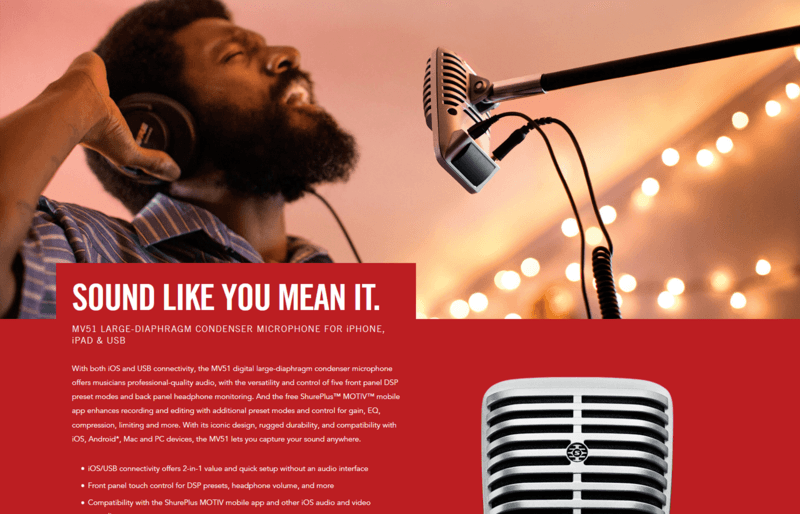 SOUND LIKE YOU MEAN IT.
MV51 LARGE-DIAPHRAGM CONDENSER MICROPHONE FOR iPHONE,
iPAD & USB
With both iOS and USB connectivity, the MV51 digital large-diaphragm condenser microphone
offers musicians professional-quality audio, with the versatility and control of five front panel DSP
preset modes and back panel headphone monitoring. And the free ShurePlus™ MOTIV™ mobile
app enhances recording and editing with additional preset modes and control for gain, EQ,
compression, limiting and more. With its iconic design, rugged durability, and compatibility with
iOS, Android*, Mac and PC devices, the MV51 lets you capture your sound anywhere.
• iOS/USB connectivity offers 2-in-1 value and quick setup without an audio interface
• Front panel touch control for DSP presets, headphone volume, and more
• Compatibility with the ShurePlus MOTIV mobile app and other iOS audio and video